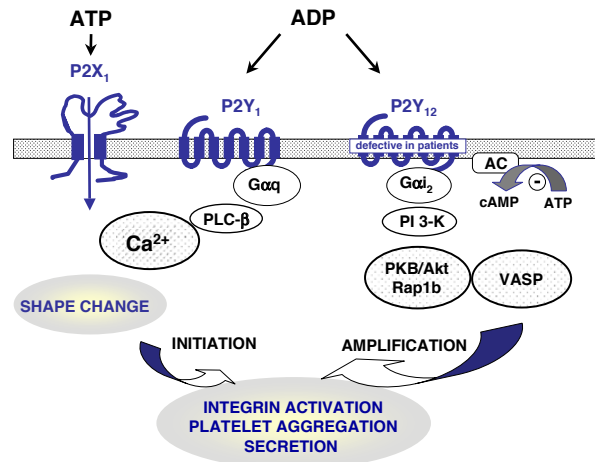 ATP
ADP
P2X₁
P2Y₁
P2Y₁₂
defective in patients
AC
Gαq
Gαi₂
cAMP
-
ATP
PLC-β
PI 3-K
Ca²⁺
PKB/Akt
Rap1b
VASP
SHAPE CHANGE
INITIATION
AMPLIFICATION
INTEGRIN ACTIVATION
PLATELET AGGREGATION
SECRETION